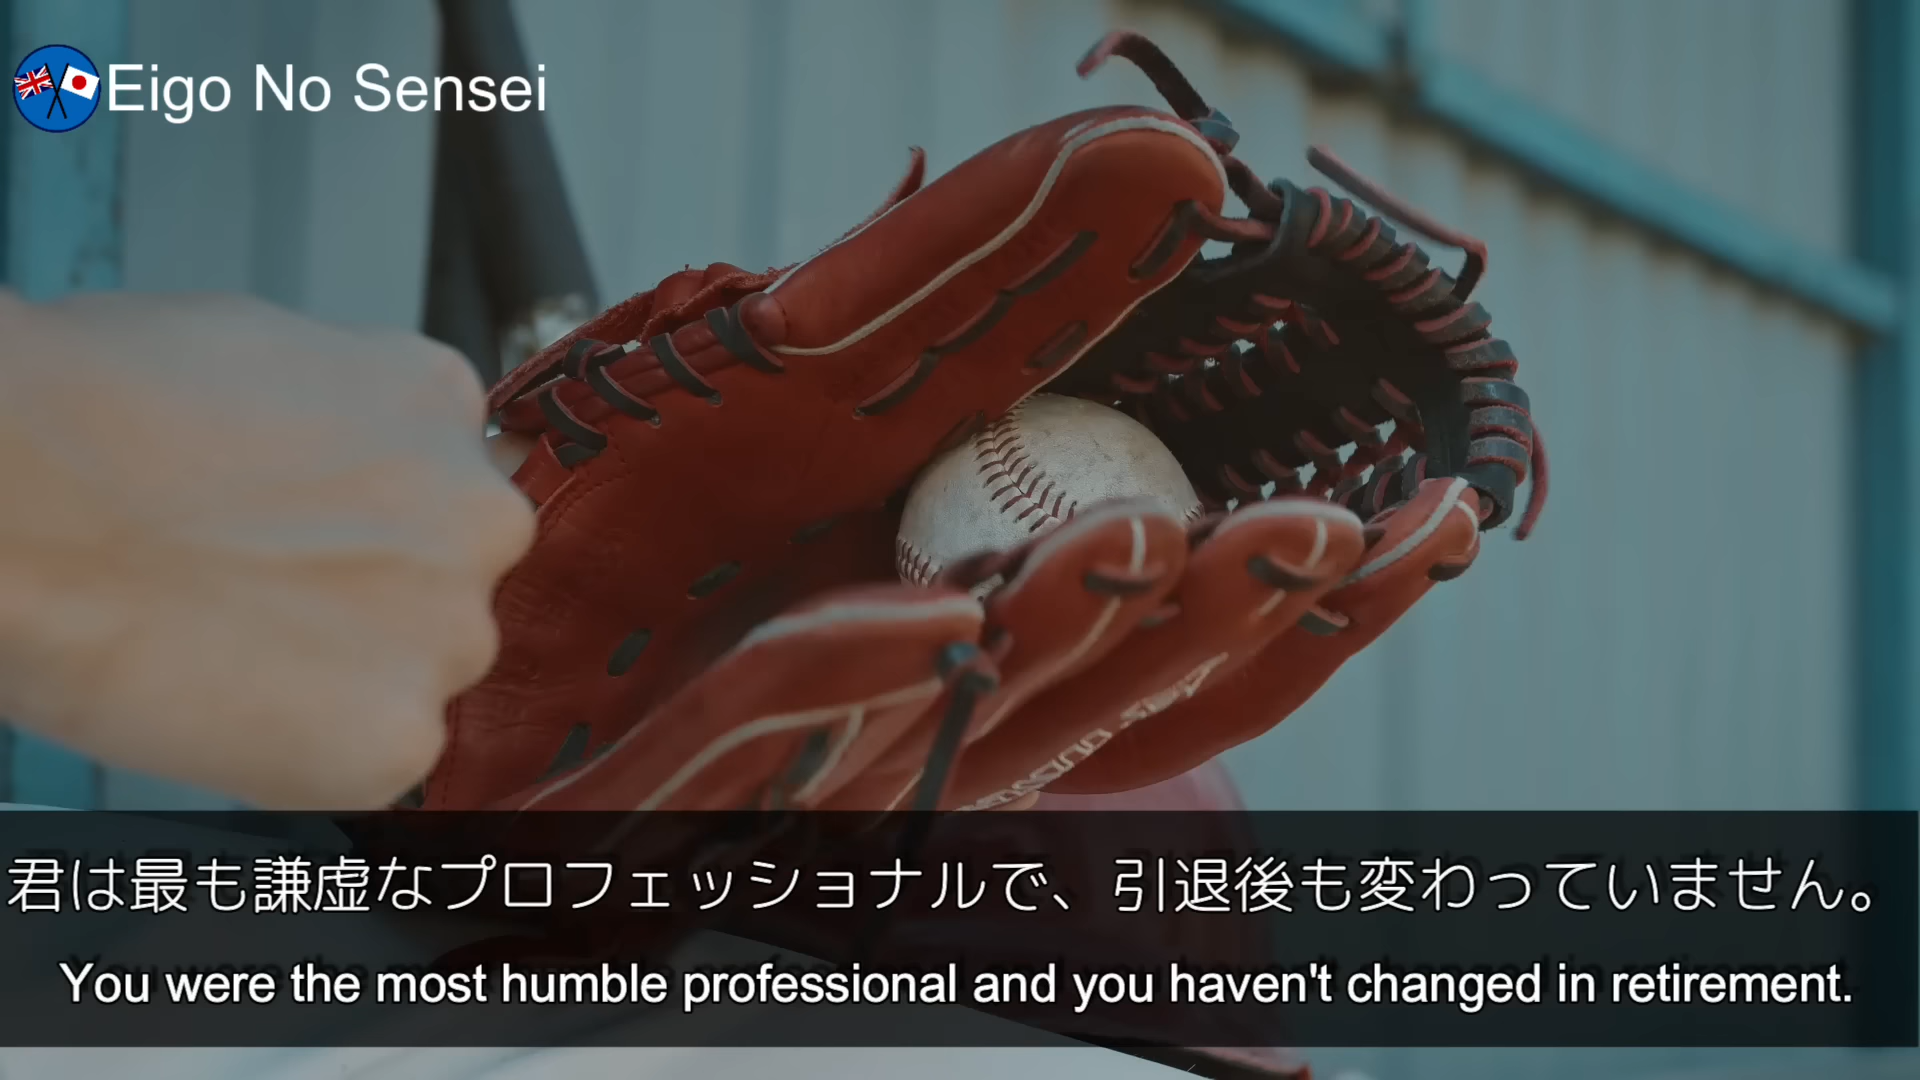 Eigo No Sensei
君は最も謙虚なプロフェッショナルで、引退後も変わっていません。
You were the most humble professional and you haven't changed in retirement.